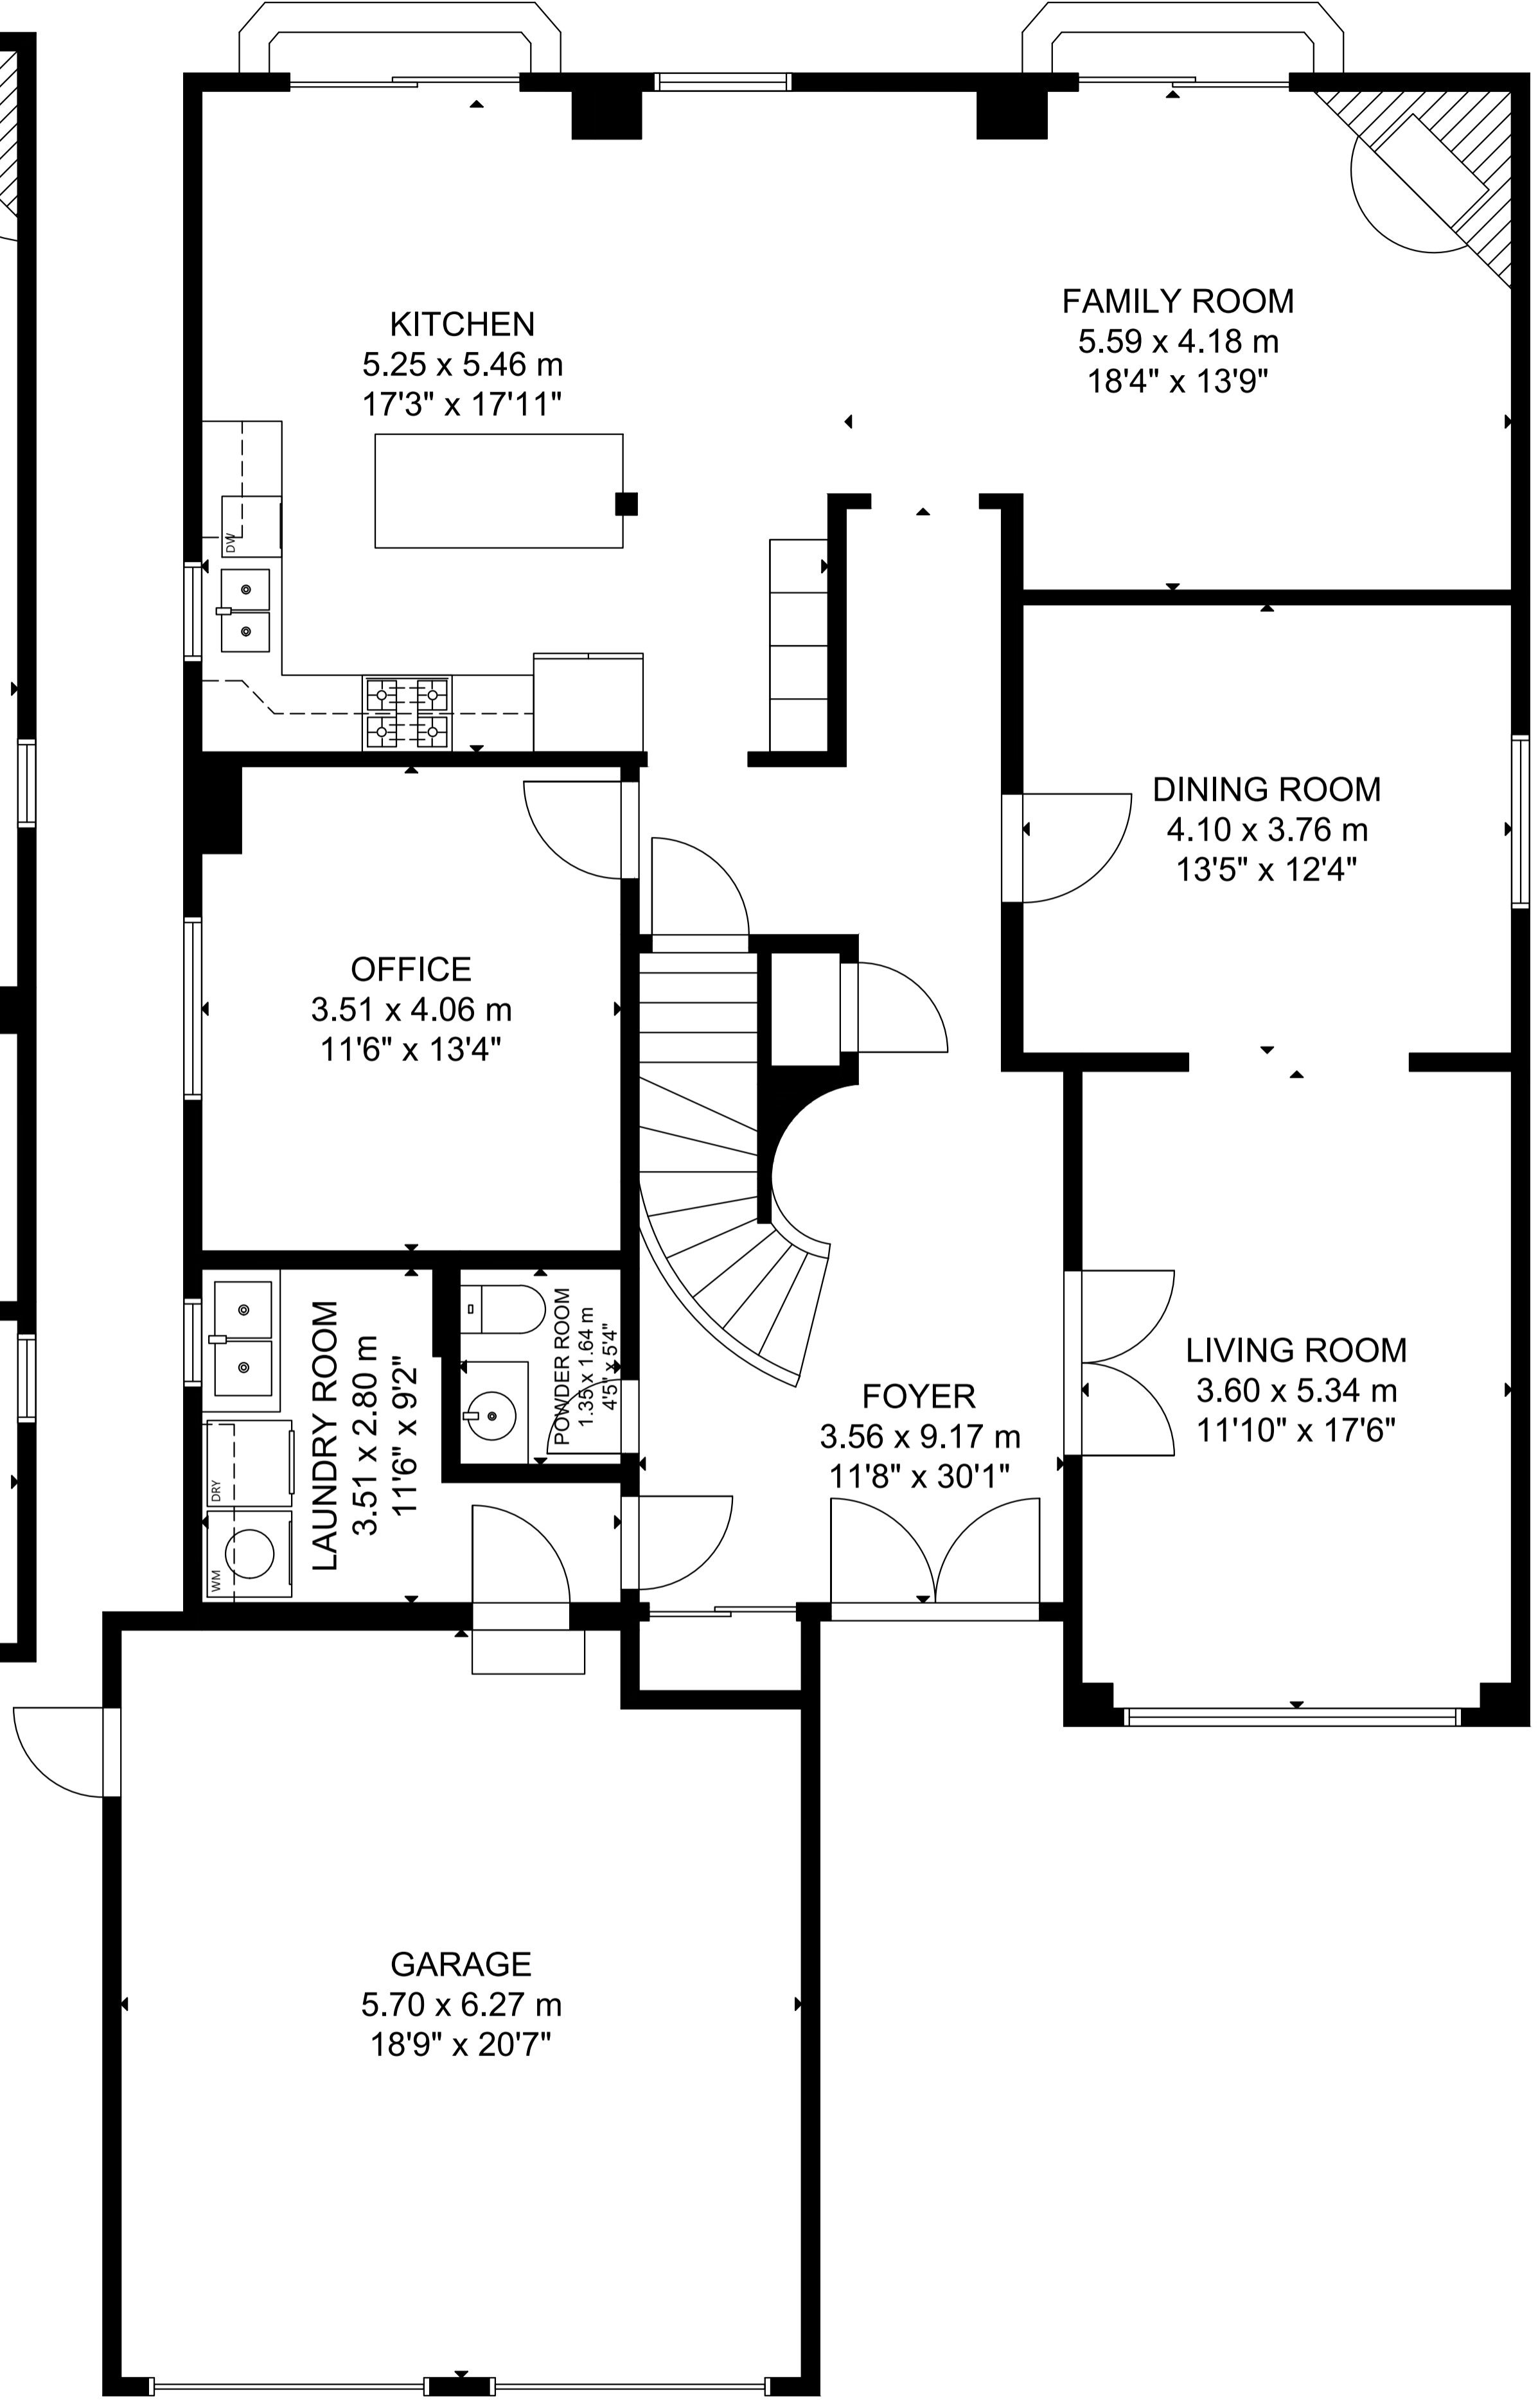 KITCHEN
5.25 x 5.46 m
17'3" x 17'11"
FAMILY ROOM
5.59 x 4.18 m
18'4" x 13'9"
DW
DINING ROOM
4.10 x 3.76 m
13'5" x 12'4"
OFFICE
3.51 x 4.06 m
11'6" x 13'4"
LAUNDRY ROOM
3.51 x 2.80 m
11'6" x 9'2"
DRY
WM
POWDER ROOM
1.35 x 1.64 m
4'5" x 5'4"
FOYER
3.56 x 9.17 m
11'8" x 30'1"
LIVING ROOM
3.60 x 5.34 m
11'10" x 17'6"
GARAGE
5.70 x 6.27 m
18'9" x 20'7"